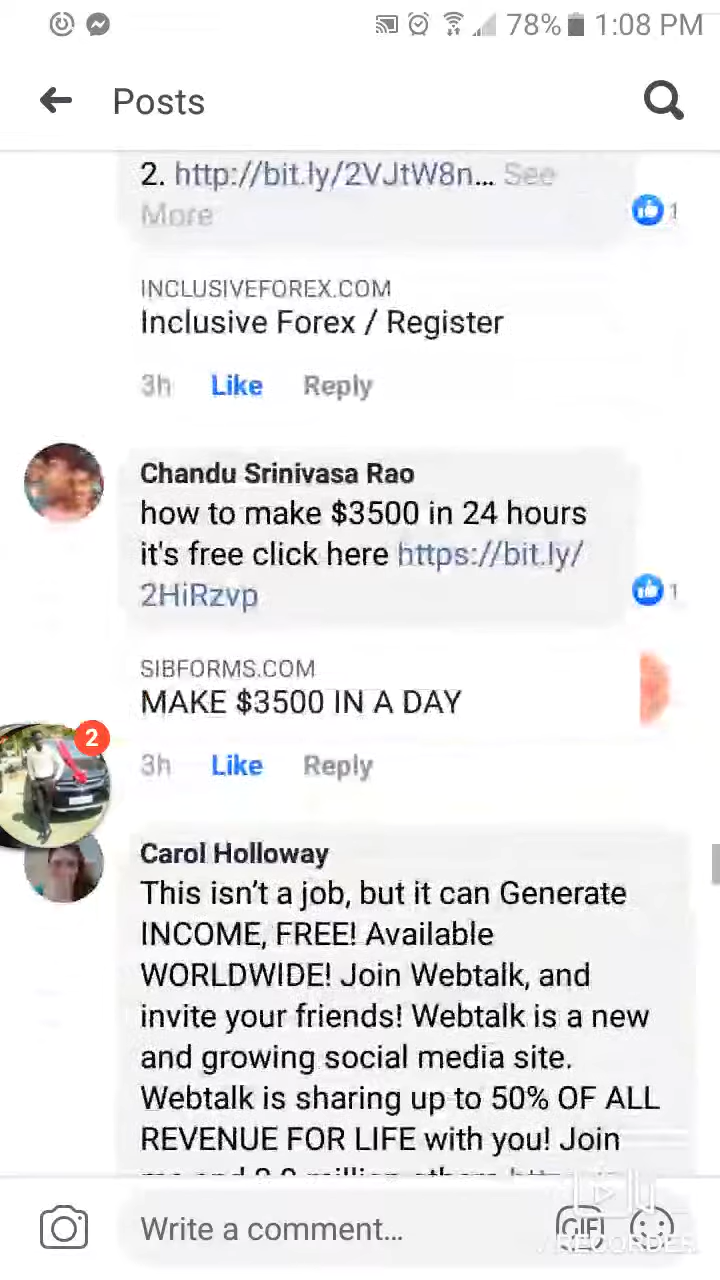 78% 1:08 PM
Posts
2. http://bit.ly/2VJtW8n... See
More
1
INCLUSIVEFOREX.COM
Inclusive Forex / Register
3h Like Reply
Chandu Srinivasa Rao
how to make $3500 in 24 hours
it's free click here https://bit.ly/
2HiRzvp
1
SIBFORMS.COM
MAKE $3500 IN A DAY
2
3h Like Reply
Carol Holloway
This isn't a job, but it can Generate
INCOME, FREE! Available
WORLDWIDE! Join Webtalk, and
invite your friends! Webtalk is a new
and growing social media site.
Webtalk is sharing up to 50% OF ALL
REVENUE FOR LIFE with you! Join
Write a comment...
GIF
RECORDER